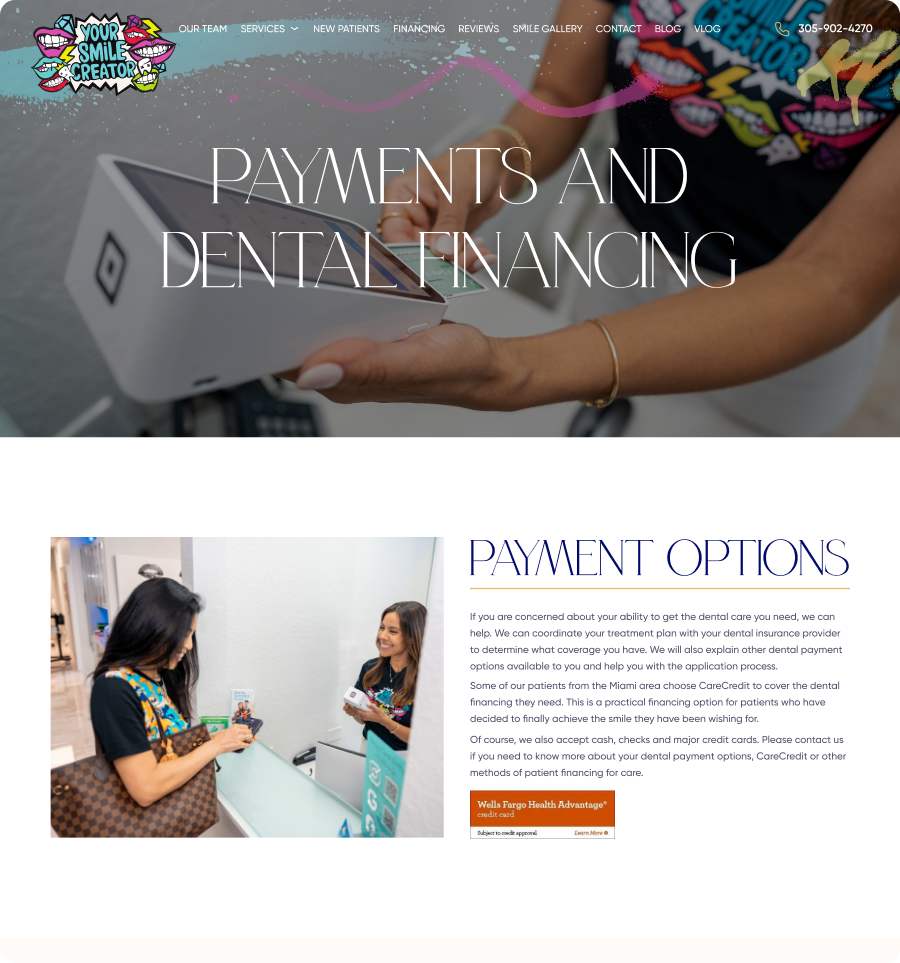 YOUR
SMILE
CREATOR
OUR TEAM SERVICES NEW PATIENTS FINANCING REVIEWS SMILE GALLERY CONTACT BLOG VLOG 305-902-4270
PAYMENTS AND
DENTAL FINANCING
PAYMENT OPTIONS
If you are concerned about your ability to get the dental care you need, we can
help. We can coordinate your treatment plan with your dental insurance provider
to determine what coverage you have. We will also explain other dental payment
options available to you and help you with the application process.
Some of our patients from the Miami area choose CareCredit to cover the dental
financing they need. This is a practical financing option for patients who have
decided to finally achieve the smile they have been wishing for.
Of course, we also accept cash, checks and major credit cards. Please contact us
if you need to know more about your dental payment options, CareCredit or other
methods of patient financing for care.
Wells Fargo Health Advantage®
credit card
Subject to credit approval. Learn More